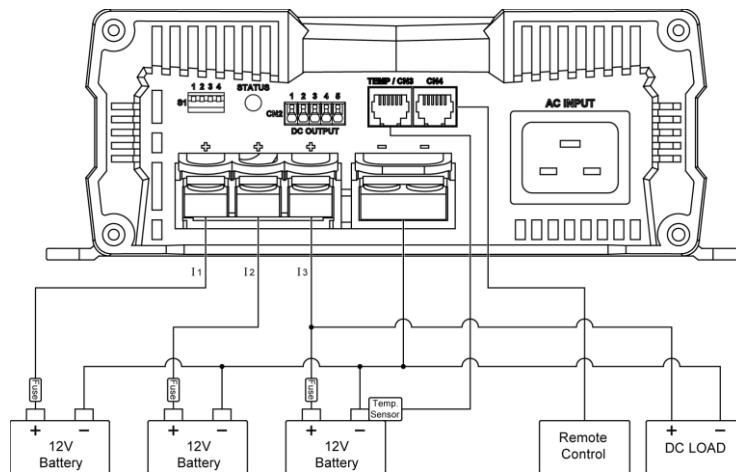 TEMP / CN3 CN4
1 2 3 4 STATUS
S1
1 2 3 4 5
CN2
DC OUTPUT
AC INPUT
+ + + - -
I1 I2 I3
Fuse Fuse Fuse
Temp.
Sensor
+ − + − + − + −
12V
Battery
12V
Battery
12V
Battery
Remote
Control
DC LOAD